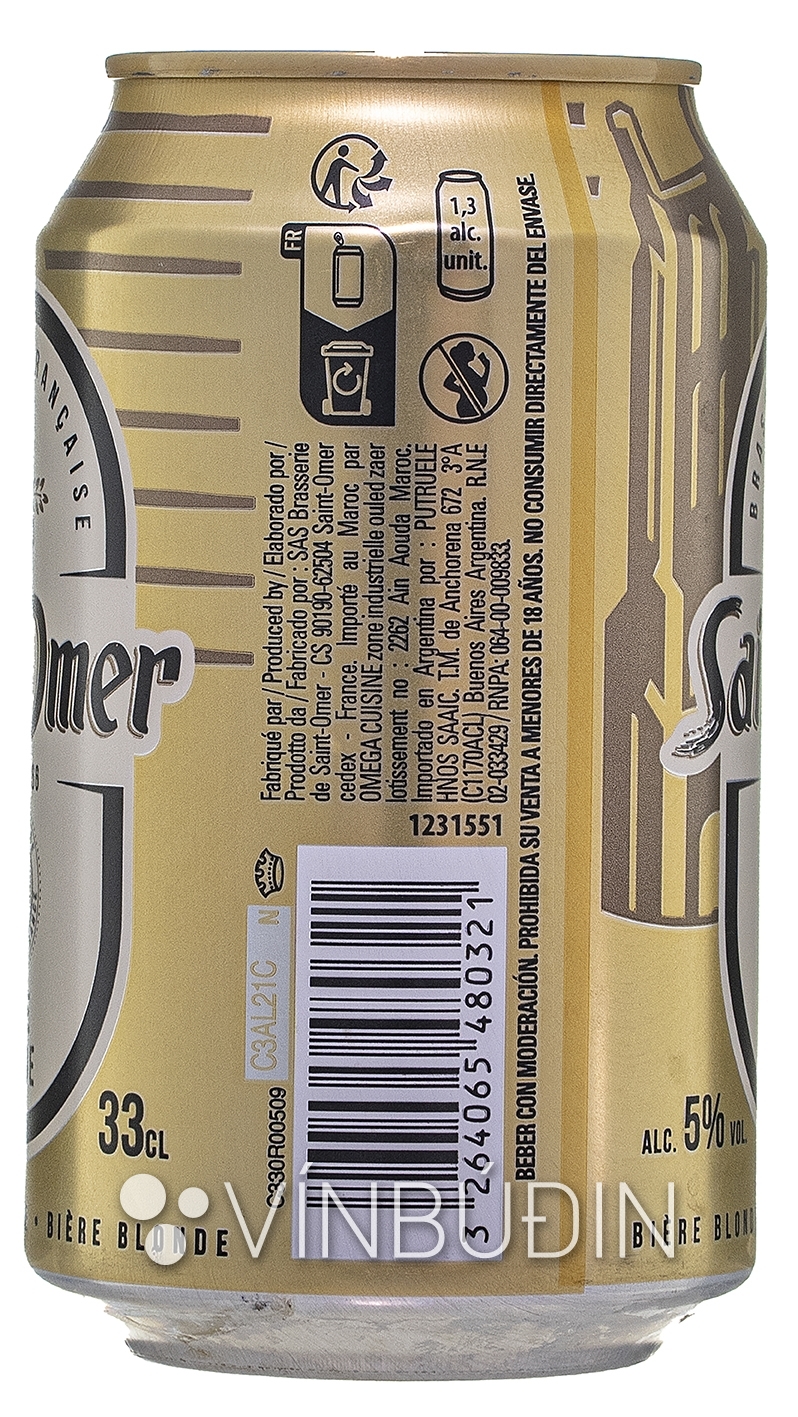 FRANÇAISE
Omer
33CL
BIÈRE BLONDE
FR
1,3
alc.
unit.
Fabriqué par / Produced by / Elaborado por /
Prodotto da / Fabricado por : SAS Brasserie
de Saint-Omer - CS 90190-62504 Saint-Omer
cedex - France. Importé au Maroc par
OMEGA CUISINE zone industrielle ouled zaer
lotissement no : 2262 Ain Aouda Maroc.
Importado en Argentina por : PUTRUELE
HNOS SAAIC. T.M. de Anchorena 672 3°A
(C1170ACL) Buenos Aires Argentina. R.N.E
02-033429 / RNPA: 064-00-009833.
1231551
BEBER CON MODERACIÓN. PROHIBIDA SU VENTA A MENORES DE 18 AÑOS. NO CONSUMIR DIRECTAMENTE DEL ENVASE.
C3AL21C N
C330R00509
3 264065 480321
Sai
ALC. 5% VOL.
BIÈRE BLOND
VÍNBÚÐIN